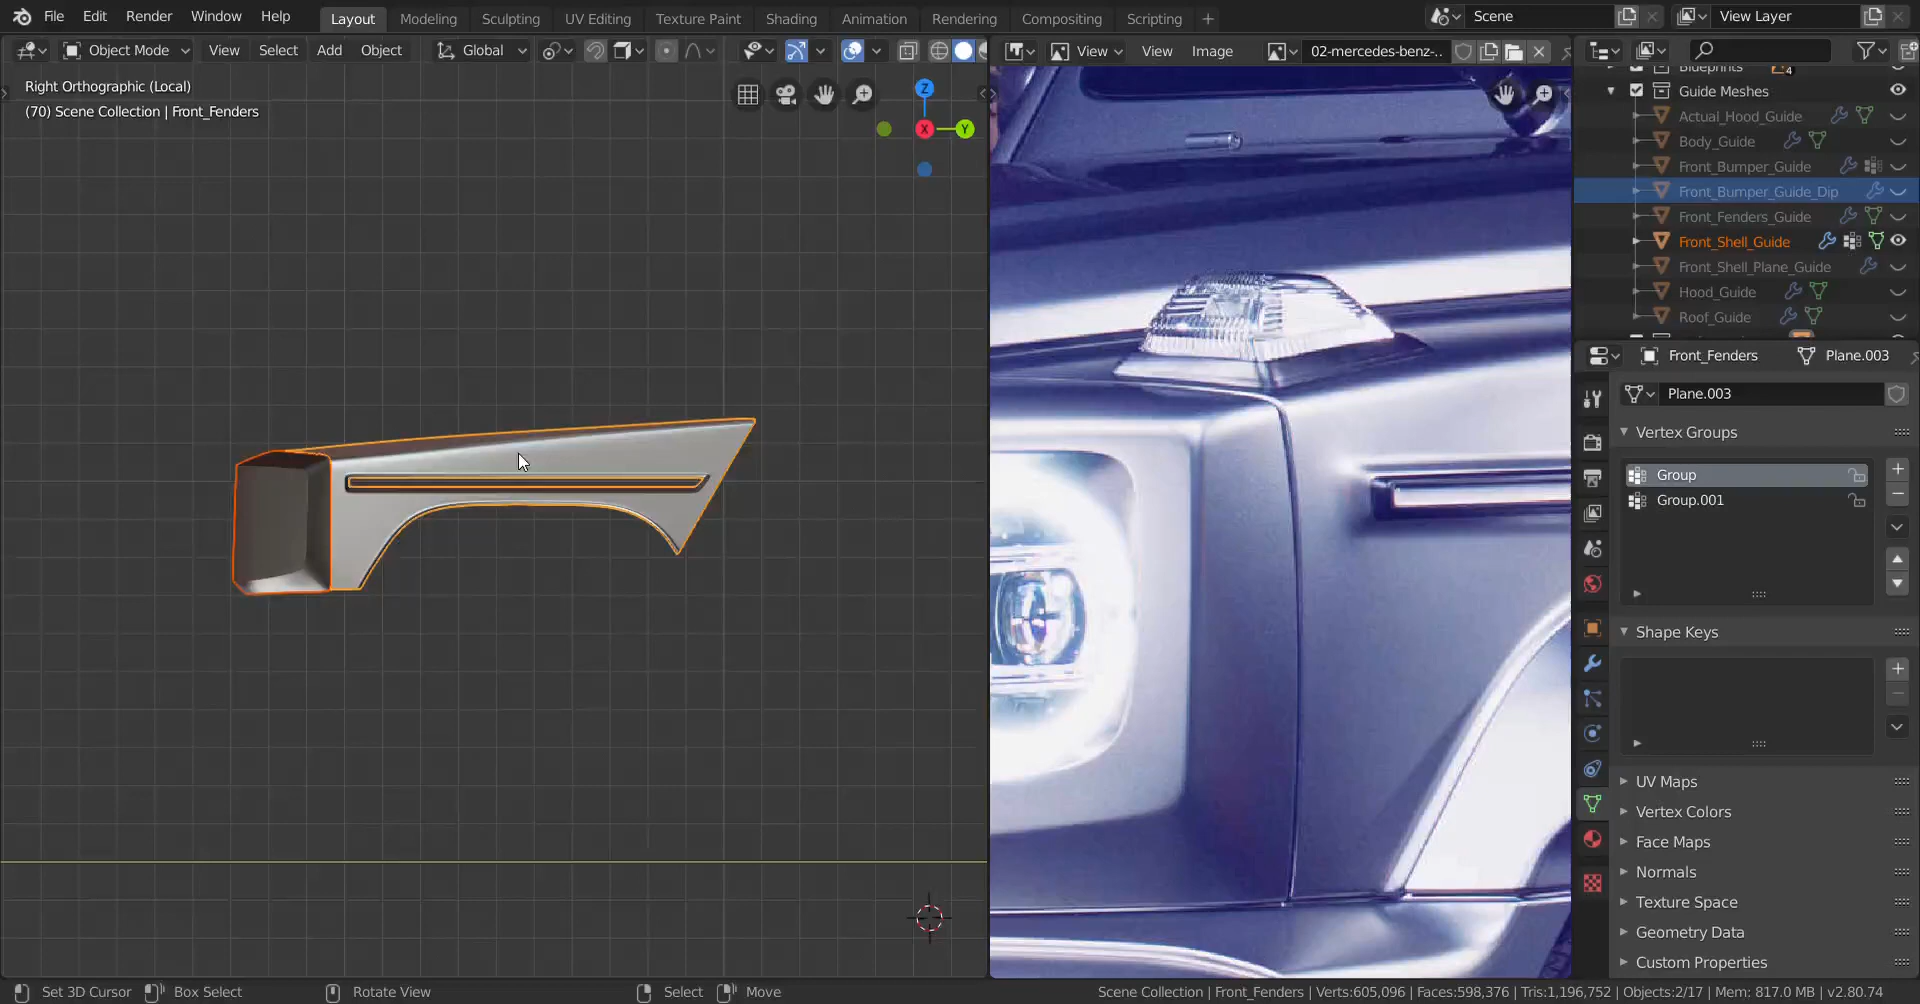 File Edit Render Window Help Layout Modeling Sculpting UV Editing Texture Paint Shading Animation Rendering Compositing Scripting + Scene View Layer
Object Mode View Select Add Object Global View View Image 02-mercedes-benz-..
Right Orthographic (Local)
(70) Scene Collection | Front_Fenders
Z
X
Y
Blueprints 4
Guide Meshes
Actual_Hood_Guide
Body_Guide
Front_Bumper_Guide
Front_Bumper_Guide_Dip
Front_Fenders_Guide
Front_Shell_Guide
Front_Shell_Plane_Guide
Hood_Guide
Roof_Guide
Front_Fenders Plane.003
Plane.003
Vertex Groups
Group
Group.001
Shape Keys
UV Maps
Vertex Colors
Face Maps
Normals
Texture Space
Geometry Data
Custom Properties
Set 3D Cursor Box Select Rotate View Select Move Scene Collection | Front_Fenders | Verts:605,096 | Faces:598,376 | Tris:1,196,752 | Objects:2/17 | Mem: 817.0 MB | v2.80.74